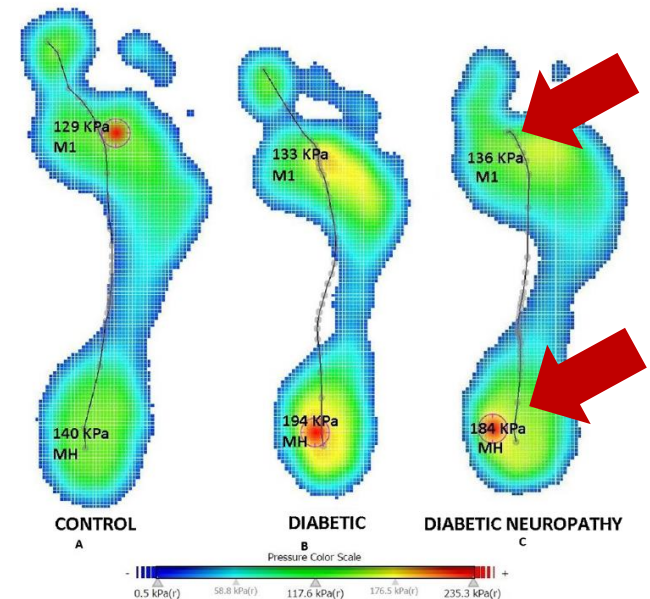 129 KPa
M1
133 KPa
M1
136 KPa
M1
140 KPa
MH
194 KPa
MH
184 KPa
MH
CONTROL
DIABETIC
DIABETIC NEUROPATHY
A
B
C
Pressure Color Scale
- +
0.5 kPa(r) 58.8 kPa(r) 117.6 kPa(r) 176.5 kPa(r) 235.3 kPa(r)